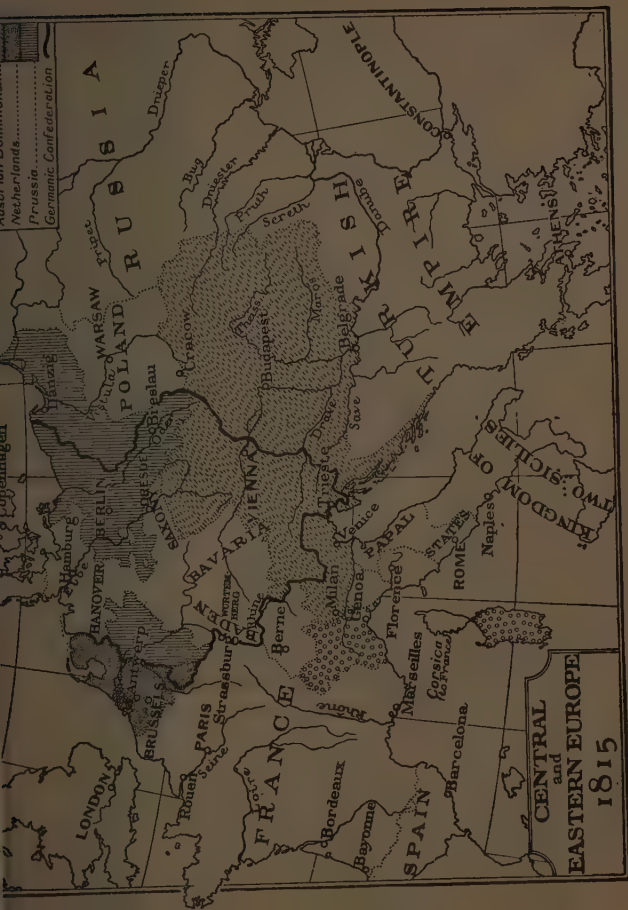 Netherlands
Prussia
Germanic Confederation
Copenhagen
LONDON
Hamburg
Elbe
HANOVER
BERLIN
Danzig
WARSAW
POLAND
RUSSIA
Pripet
Dnieper
Antwerp
BRUSSELS
SAXONY
DRESDEN
Breslau
Oder
Cracow
Bug
Dniester
Pruth
Sereth
Rouen
PARIS
Seine
Strassburg
BADEN
WURTEMBERG
BAVARIA
VIENNA
Budapest
Theiss
Maros
Loire
FRANCE
Rhine
Berne
Milan
Venice
Trieste
Drave
Save
Belgrade
Danube
TURKISH
EMPIRE
CONSTANTINOPLE
Bordeaux
Bayonne
Rhone
Genoa
Florence
PAPAL
STATES
ROME
Naples
KINGDOM OF
TWO SICILIES
ATHENS
SPAIN
Marseilles
Corsica
(to France)
Barcelona
CENTRAL
and
EASTERN EUROPE
1815